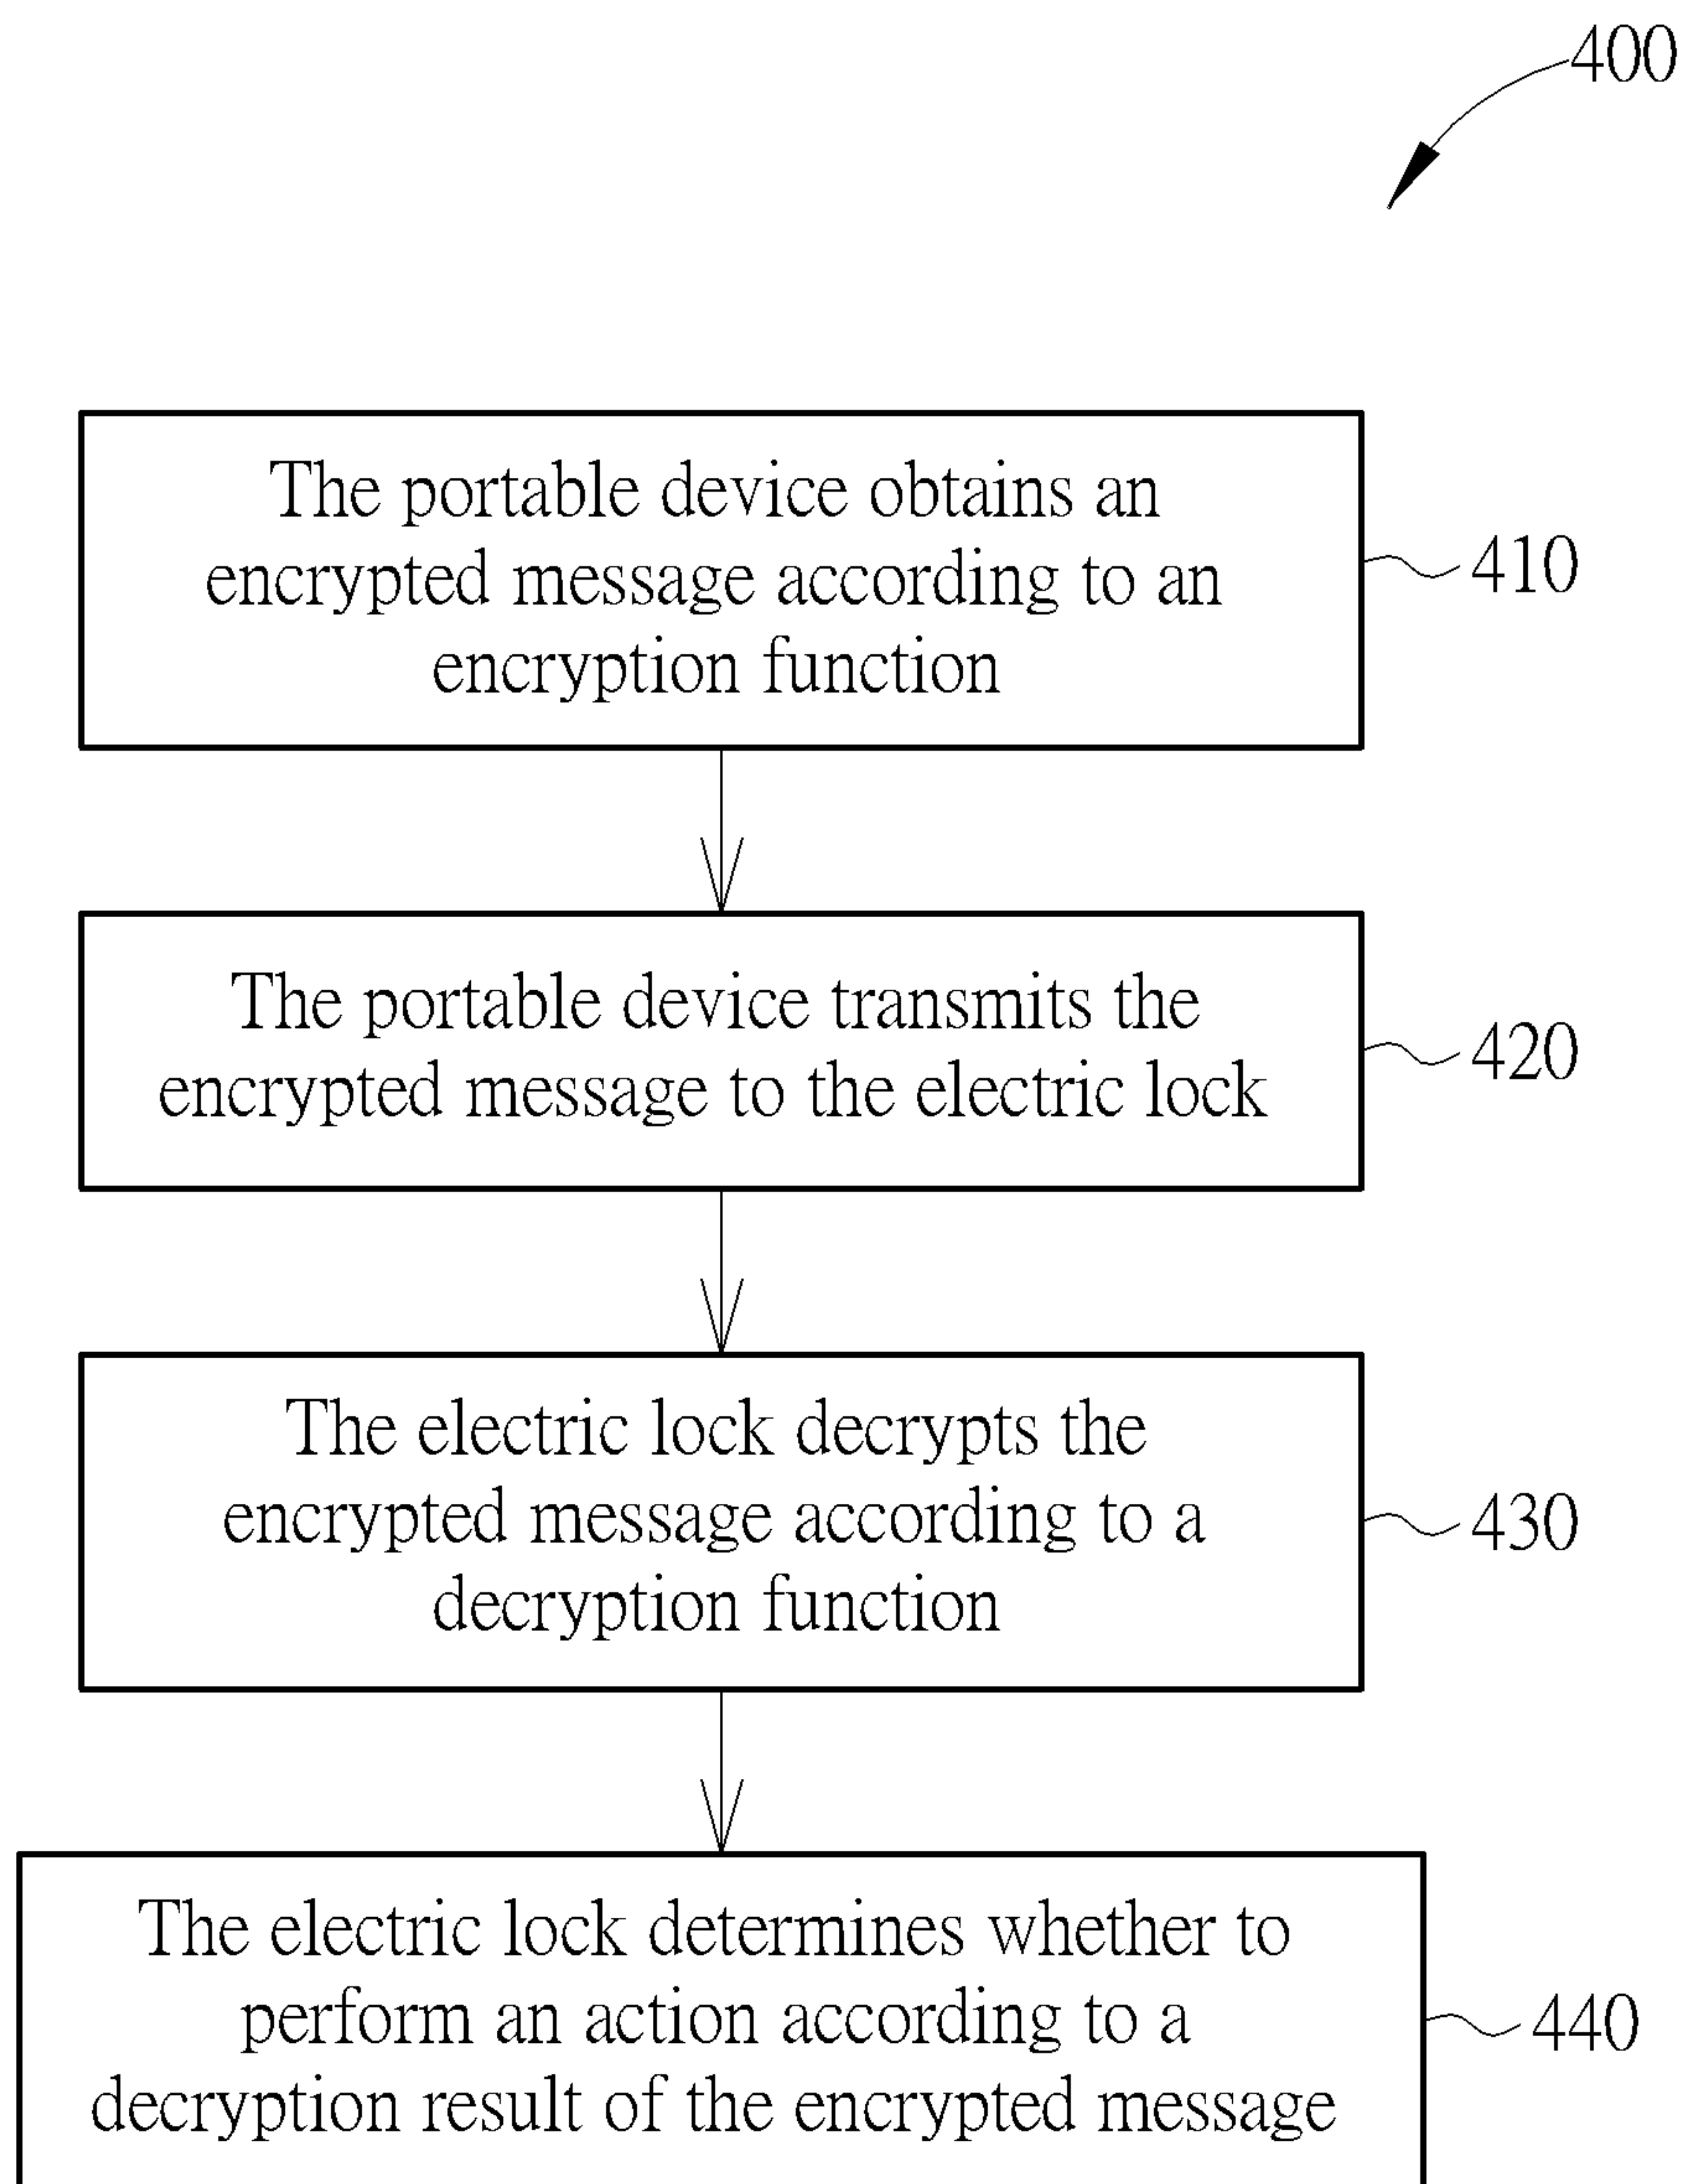 400
The portable device obtains an
encrypted message according to an
encryption function
410
The portable device transmits the
encrypted message to the electric lock
420
The electric lock decrypts the
encrypted message according to a
decryption function
430
The electric lock determines whether to
perform an action according to a
decryption result of the encrypted message
440